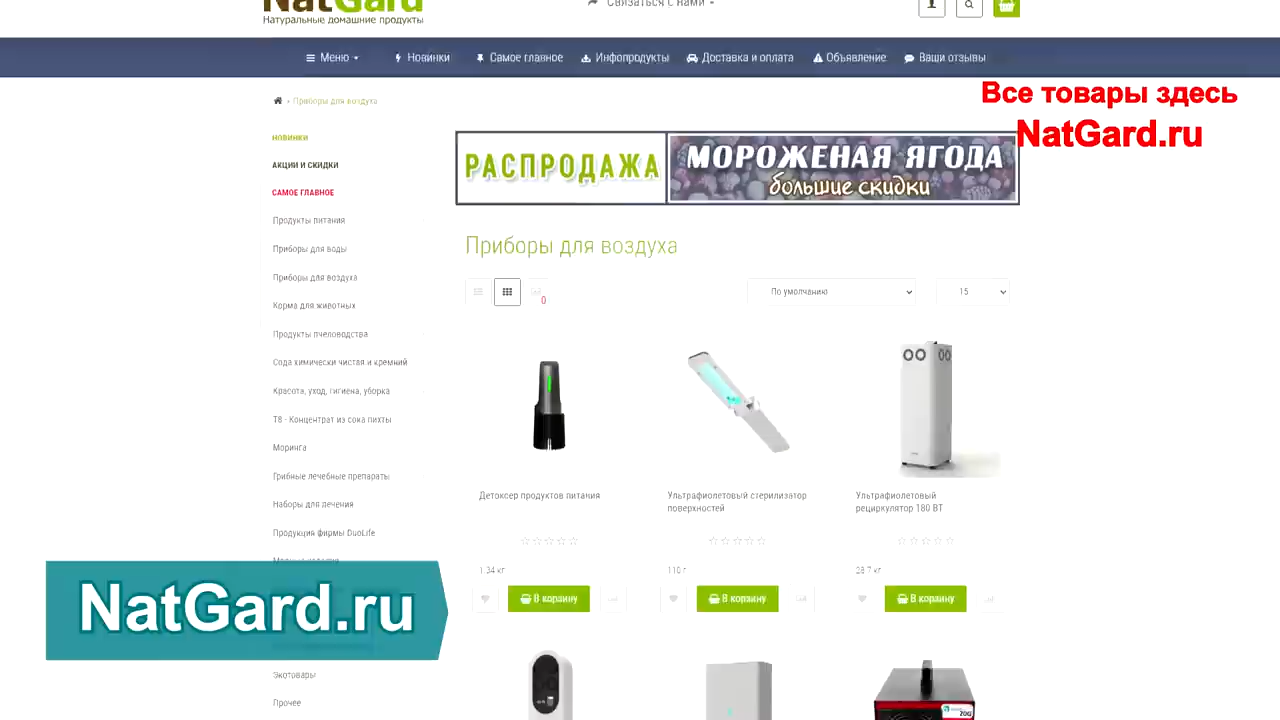 NatGard
Натуральные домашние продукты
Связаться с нами
Меню
Новинки
Самое главное
Инфопродукты
Доставка и оплата
Объявление
Ваши отзывы
Все товары здесь
NatGard.ru
Приборы для воздуха
НОВИНКИ
АКЦИИ И СКИДКИ
САМОЕ ГЛАВНОЕ
Продукты питания
Приборы для воды
Приборы для воздуха
Корма для животных
Продукты пчеловодства
Сода химически чистая и кремний
Красота, уход, гигиена, уборка
Т8 - Концентрат из сока пихты
Моринга
Грибные лечебные препараты
Наборы для лечения
Продукция фирмы DuoLife
Экотовары
Прочее
РАСПРОДАЖА
МОРОЖЕНАЯ ЯГОДА
большие скидки
Приборы для воздуха
0
По умолчанию
15
Детоксер продуктов питания
1.34 кг
В корзину
Ультрафиолетовый стерилизатор
поверхностей
110 г
В корзину
Ультрафиолетовый
рециркулятор 180 ВТ
28.7 кг
В корзину
NatGard.ru